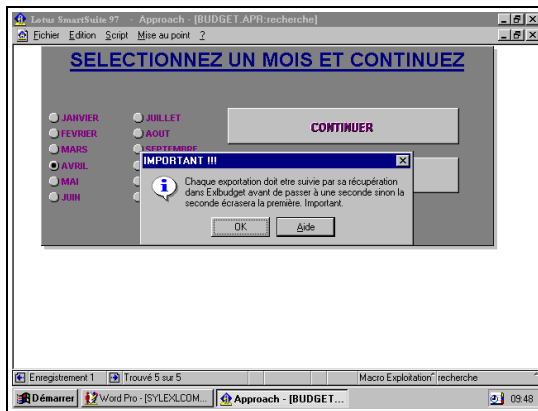 Lotus SmartSuite 97 - Approach - [BUDGET.APR:recherche]
Fichier Edition Script Mise au point ?
SELECTIONNEZ UN MOIS ET CONTINUEZ
JANVIER JUILLET
FEVRIER AOUT
CONTINUER
MARS SEPTEMBRE
AVRIL
MAI
JUIN
IMPORTANT !!!
Chaque exportation doit etre suivie par sa récupération
dans Exlbudget avant de passer à une seconde sinon la
seconde écrasera la première. Important.
OK Aide
Enregistrement 1 Trouvé 5 sur 5 Macro Exploitation recherche
Démarrer Word Pro - [SYLEXLCOM... Approach - [BUDGET... 09:48